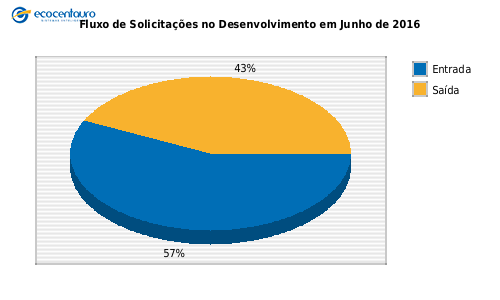 ecocentauro
Fluxo de Solicitações no Desenvolvimento em Junho de 2016
43%
Entrada
Saída
57%